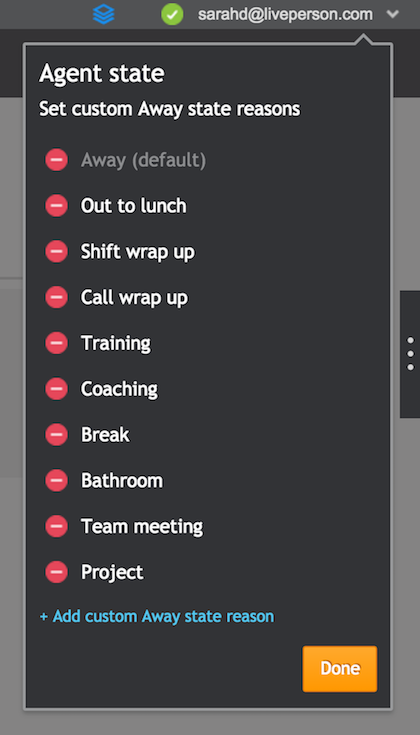 sarahd@liveperson.com
Agent state
Set custom Away state reasons
Away (default)
Out to lunch
Shift wrap up
Call wrap up
Training
Coaching
Break
Bathroom
Team meeting
Project
+ Add custom Away state reason
Done